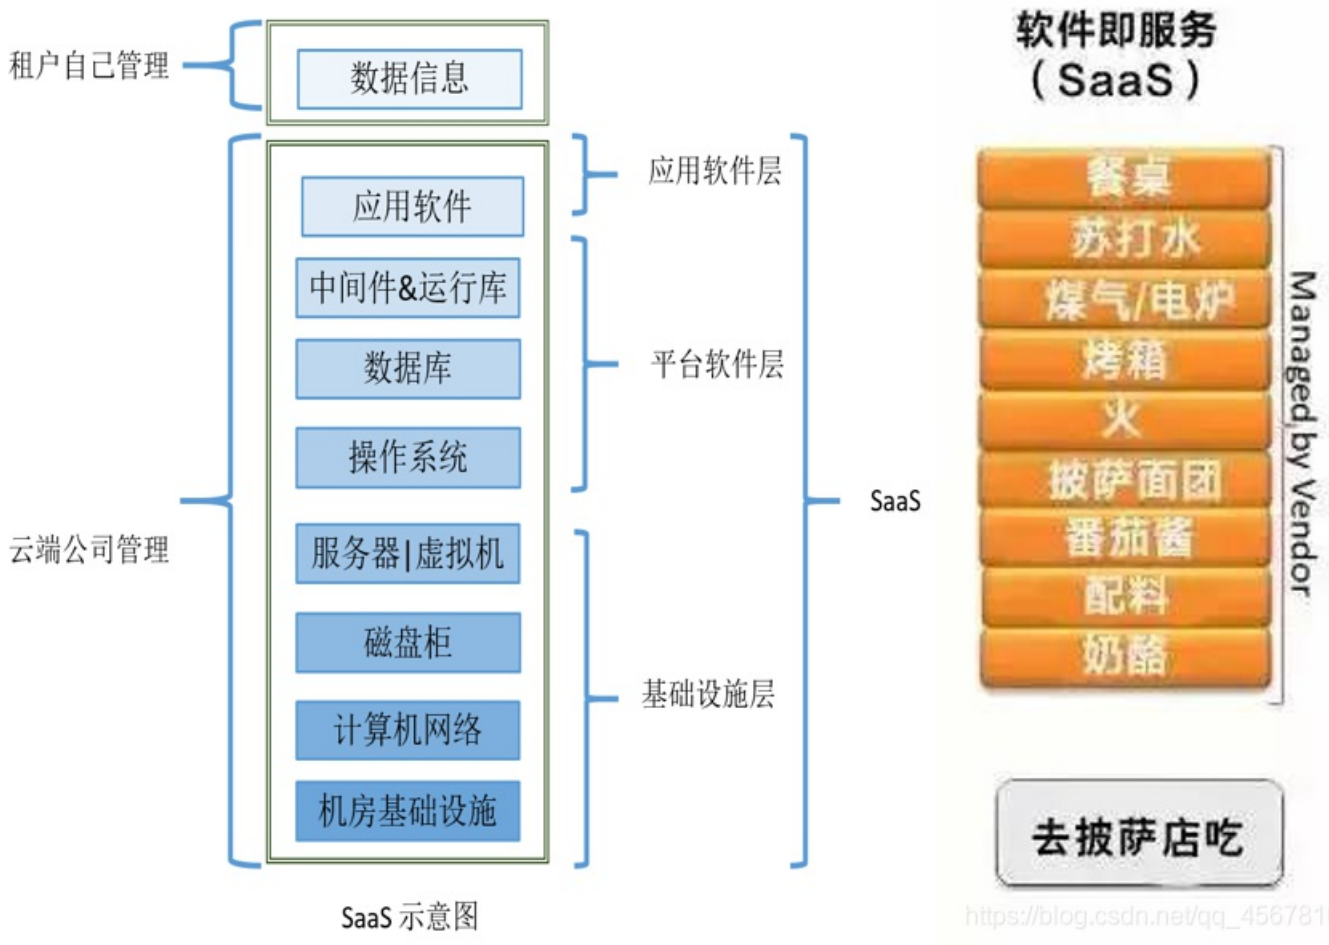 租户自己管理
数据信息
云端公司管理
应用软件
中间件&运行库
数据库
操作系统
服务器|虚拟机
磁盘柜
计算机网络
机房基础设施
应用软件层
平台软件层
基础设施层
SaaS
SaaS 示意图
软件即服务
（SaaS）
餐桌
苏打水
煤气/电炉
烤箱
火
披萨面团
番茄酱
配料
奶酪
Managed by Vendor
去披萨店吃
https://blog.csdn.net/qq_456781